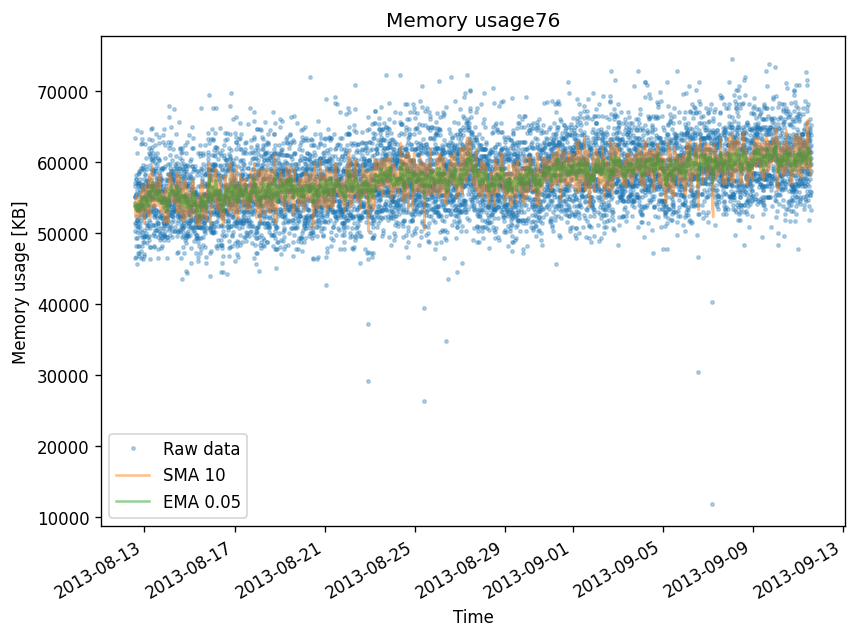 Memory usage76
Memory usage [KB]
70000
60000
50000
40000
30000
20000
10000
Raw data
SMA 10
EMA 0.05
2013-08-13
2013-08-17
2013-08-21
2013-08-25
2013-08-29
2013-09-01
2013-09-05
2013-09-09
2013-09-13
Time